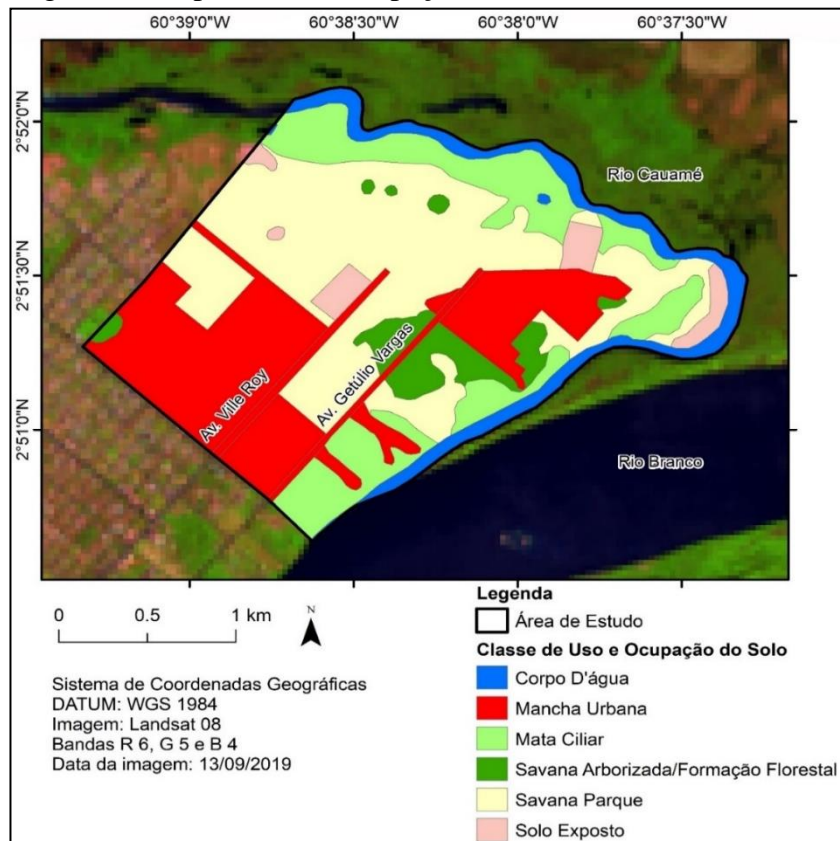 60°39'0"W 60°38'30"W 60°38'0"W 60°37'30"W
2°52'0"N
2°51'30"N
2°51'0"N
Rio Cauamé
Av. Ville Roy
Av. Getúlio Vargas
Rio Branco
0 0.5 1 km
N
Sistema de Coordenadas Geográficas
DATUM: WGS 1984
Imagem: Landsat 08
Bandas R 6, G 5 e B 4
Data da imagem: 13/09/2019
Legenda
Área de Estudo
Classe de Uso e Ocupação do Solo
Corpo D'água
Mancha Urbana
Mata Ciliar
Savana Arborizada/Formação Florestal
Savana Parque
Solo Exposto